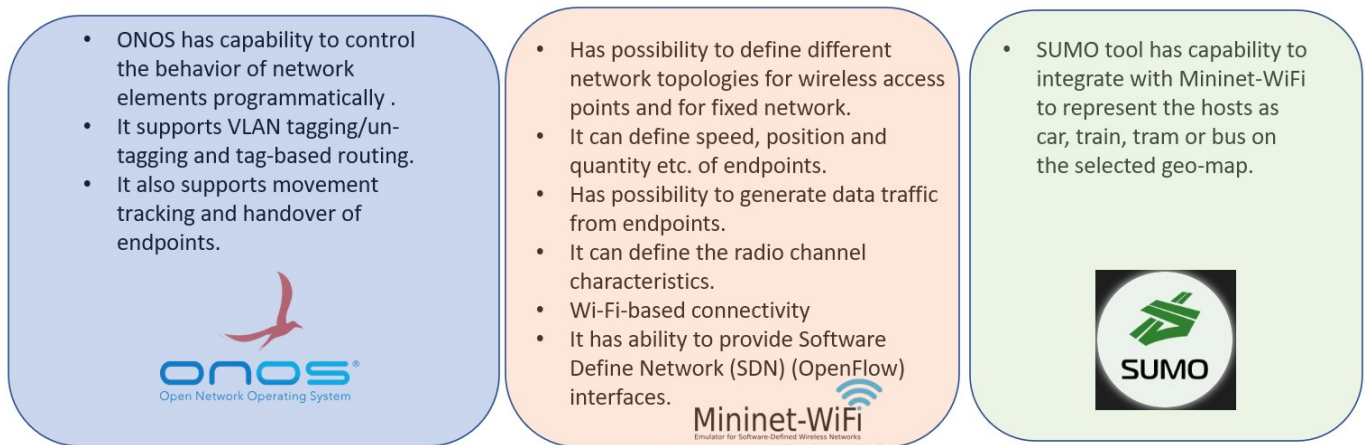 • ONOS has capability to control
the behavior of network
elements programmatically .
• It supports VLAN tagging/un-
tagging and tag-based routing.
• It also supports movement
tracking and handover of
endpoints.
onos®
Open Network Operating System
• Has possibility to define different
network topologies for wireless access
points and for fixed network.
• It can define speed, position and
quantity etc. of endpoints.
• Has possibility to generate data traffic
from endpoints.
• It can define the radio channel
characteristics.
• Wi-Fi-based connectivity
• It has ability to provide Software
Define Network (SDN) (OpenFlow)
interfaces.
Mininet-WiFi
Emulator for Software-Defined Wireless Networks
• SUMO tool has capability to
integrate with Mininet-WiFi
to represent the hosts as
car, train, tram or bus on
the selected geo-map.
SUMO